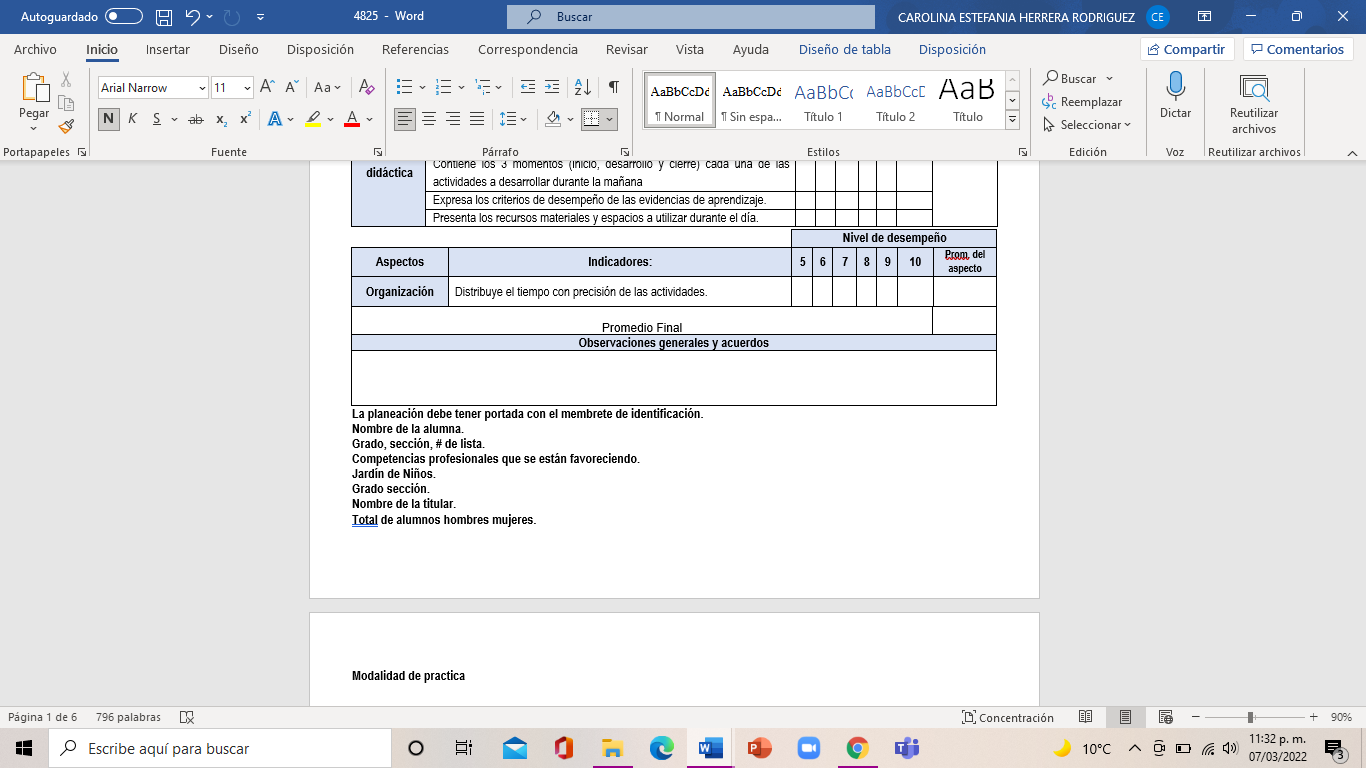 Autoguardado
4825 - Word
Buscar
CAROLINA ESTEFANIA HERRERA RODRIGUEZ CE
Archivo Inicio Insertar Diseño Disposición Referencias Correspondencia Revisar Vista Ayuda Diseño de tabla Disposición Compartir Comentarios
Pegar
Arial Narrow 11
N K S ab x₂ x² A A
AaBbCcDd AaBbCcDd AaBbCc AaBbCcE AaB
¶ Normal ¶ Sin espa... Título 1 Título 2 Título
Buscar
Reemplazar
Seleccionar
Dictar
Reutilizar
archivos
Portapapeles Fuente Párrafo Estilos Edición Voz Reutilizar archivos
Contiene los 3 momentos (inicio, desarrollo y cierre) cada una de las
didáctica
actividades a desarrollar durante la mañana
Expresa los criterios de desempeño de las evidencias de aprendizaje.
Presenta los recursos materiales y espacios a utilizar durante el día.
Nivel de desempeño
Aspectos Indicadores: 5 6 7 8 9 10 Prom. del
aspecto
Organización Distribuye el tiempo con precisión de las actividades.
Promedio Final
Observaciones generales y acuerdos
La planeación debe tener portada con el membrete de identificación.
Nombre de la alumna.
Grado, sección, # de lista.
Competencias profesionales que se están favoreciendo.
Jardín de Niños.
Grado sección.
Nombre de la titular.
Total de alumnos hombres mujeres.
Modalidad de practica
Página 1 de 6 796 palabras Concentración 90%
Escribe aquí para buscar
10°C
11:32 p. m.
07/03/2022
3